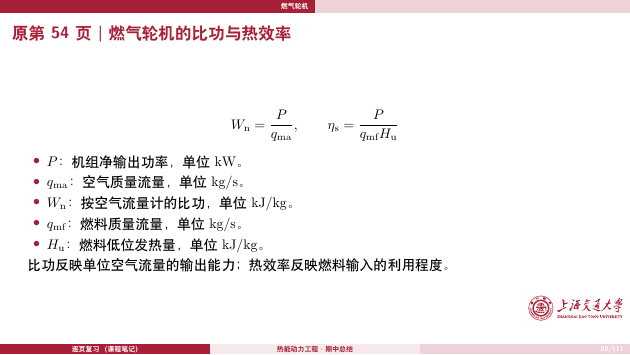 燃气轮机
原第 54 页 | 燃气轮机的比功与热效率
Wn = P/qma, ηs = P/(qmf Hu)
• P：机组净输出功率，单位 kW。
• qma：空气质量流量，单位 kg/s。
• Wn：按空气流量计的比功，单位 kJ/kg。
• qmf：燃料质量流量，单位 kg/s。
• Hu：燃料低位发热量，单位 kJ/kg。
比功反映单位空气流量的输出能力；热效率反映燃料输入的利用程度。
上海交通大学
SHANGHAI JIAO TONG UNIVERSITY
逐页复习（课程笔记）
热能动力工程 · 期中总结